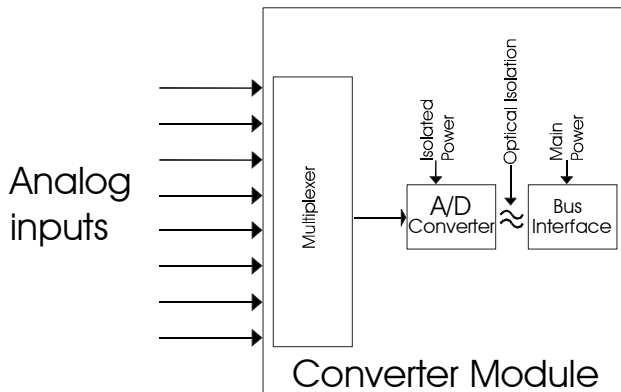 Analog
inputs
Multiplexer
Isolated
Power
A/D
Converter
Optical Isolation
Main
Power
Bus
Interface
Converter Module